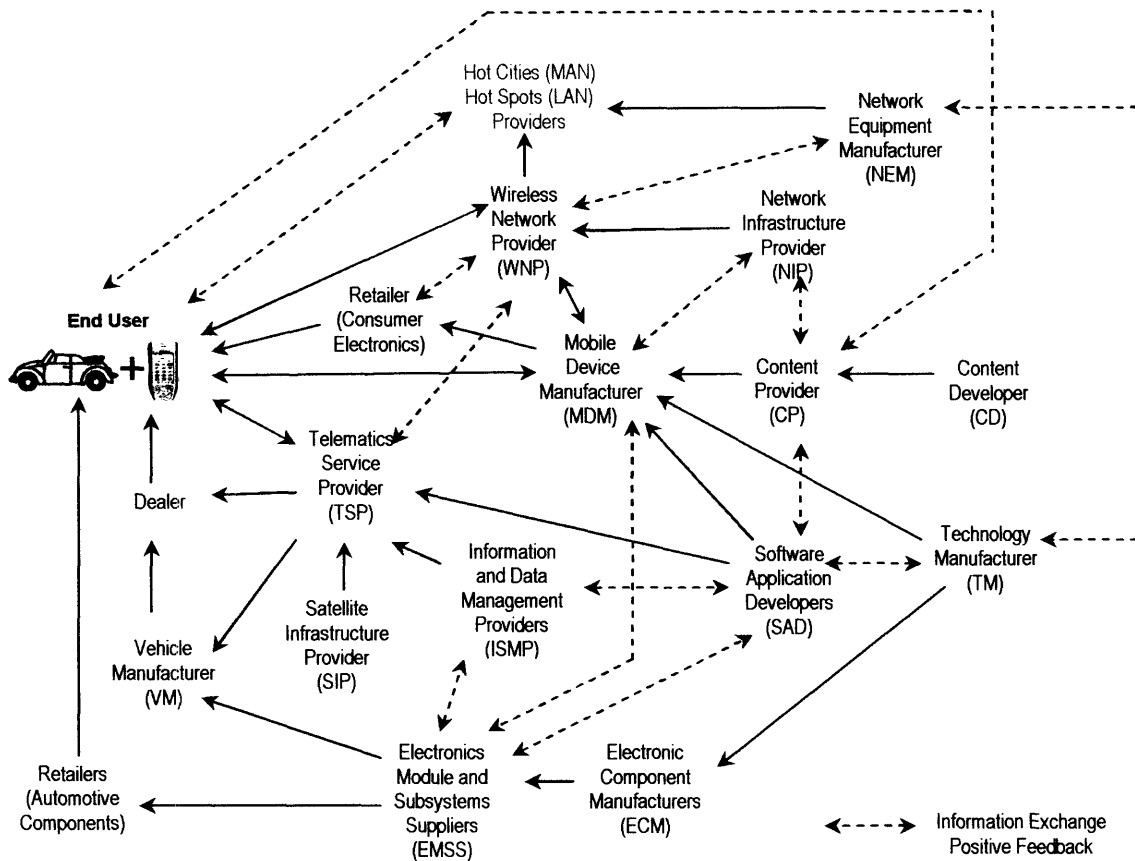 Hot Cities (MAN)
Hot Spots (LAN)
Providers
Network
Equipment
Manufacturer
(NEM)
Wireless
Network
Provider
(WNP)
Network
Infrastructure
Provider
(NIP)
End User
+
Retailer
(Consumer
Electronics)
Mobile
Device
Manufacturer
(MDM)
Content
Provider
(CP)
Content
Developer
(CD)
Telematics
Service
Provider
(TSP)
Dealer
Information
and Data
Management
Providers
(ISMP)
Software
Application
Developers
(SAD)
Technology
Manufacturer
(TM)
Satellite
Infrastructure
Provider
(SIP)
Vehicle
Manufacturer
(VM)
Retailers
(Automotive
Components)
Electronics
Module and
Subsystems
Suppliers
(EMSS)
Electronic
Component
Manufacturers
(ECM)
Information Exchange
Positive Feedback